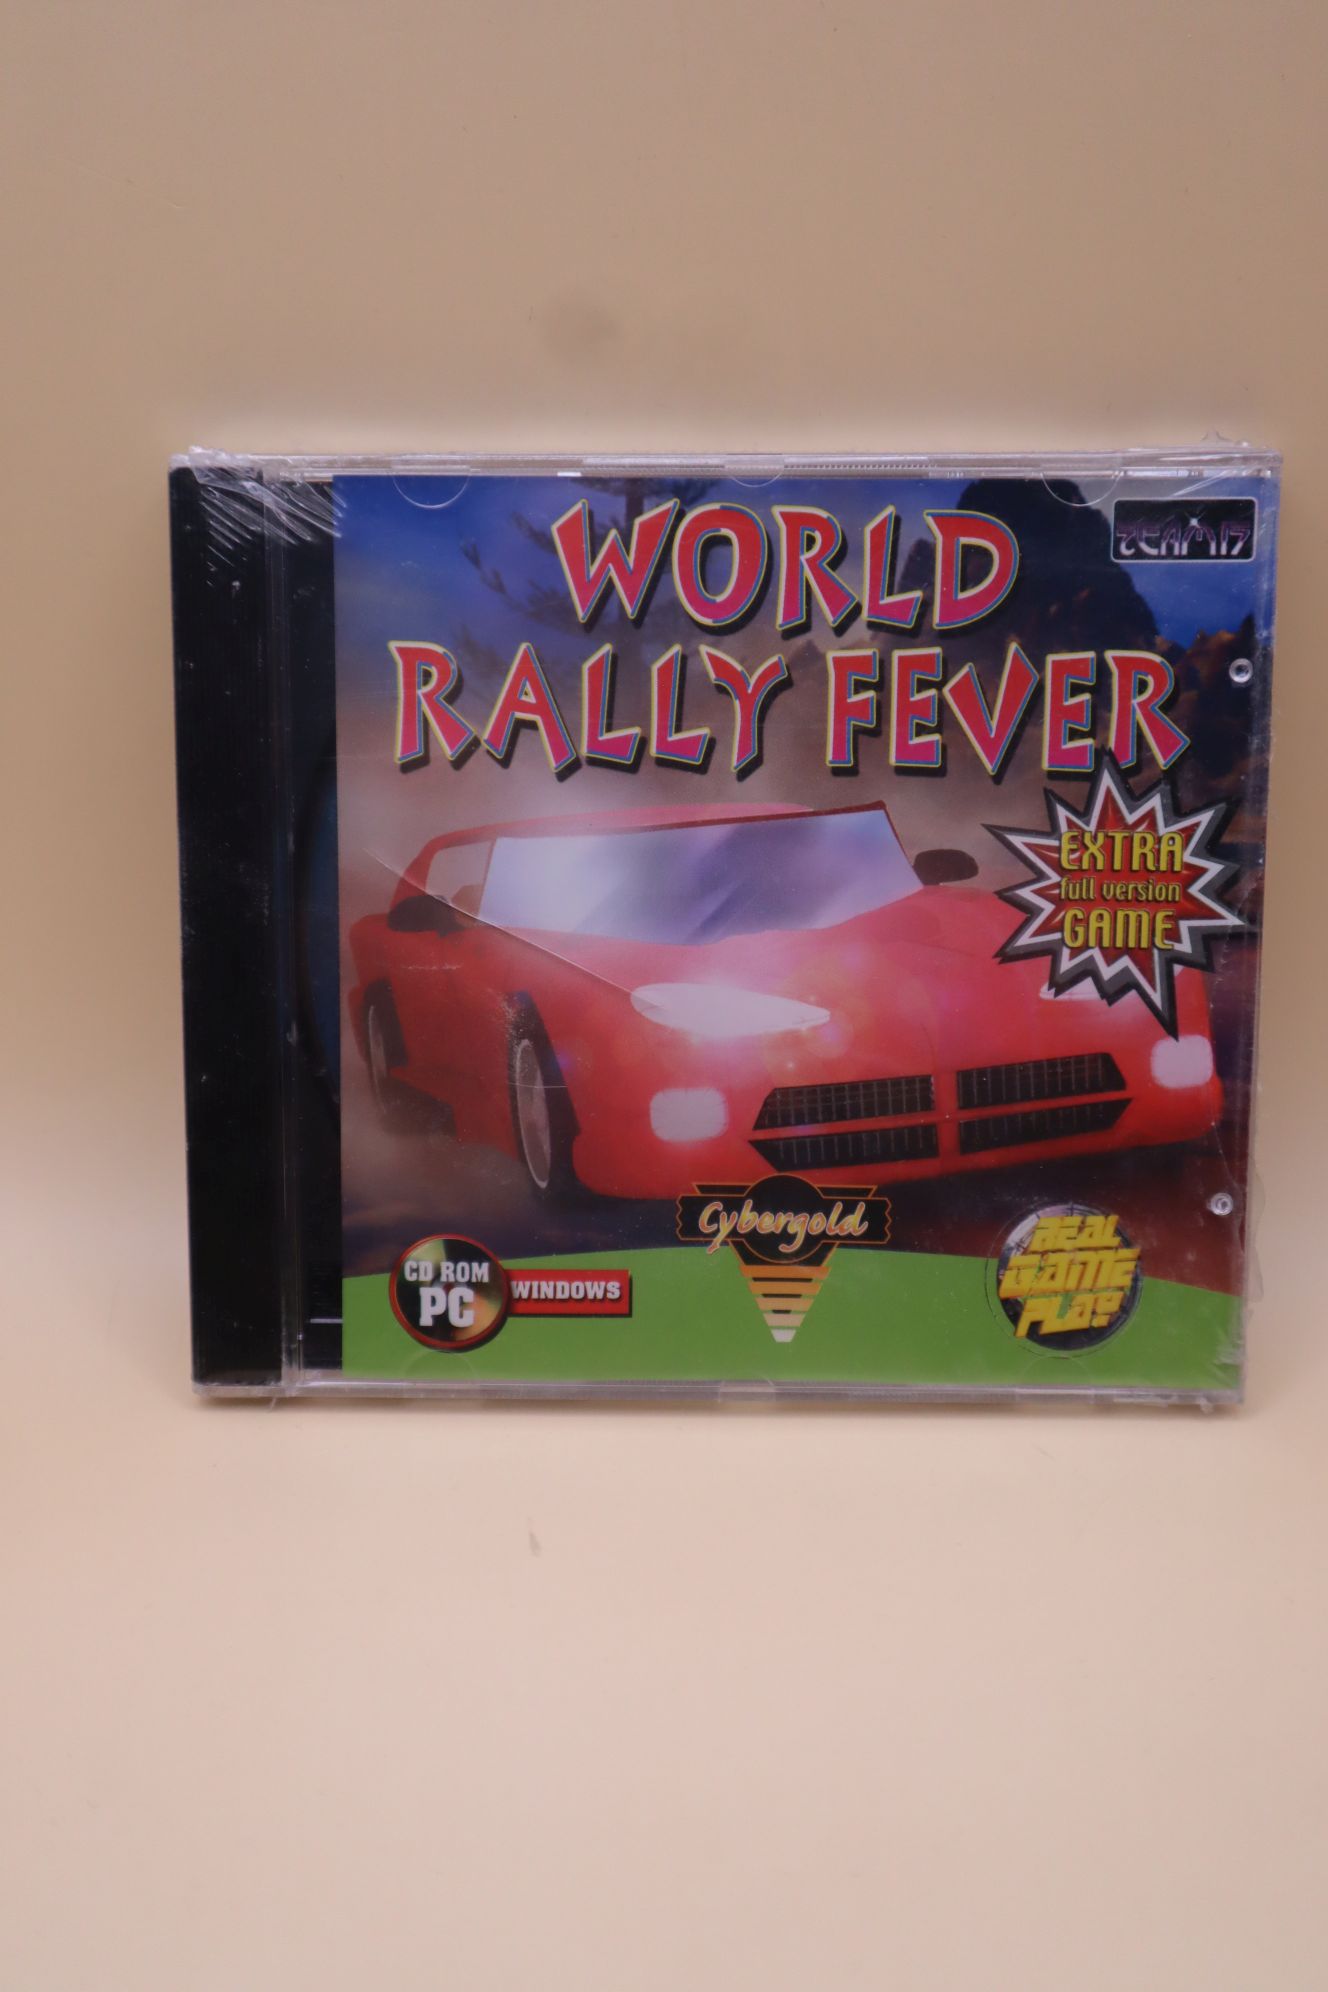 WORLD
RALLY FEVER
TEAM17
EXTRA
full version
GAME
Cybergold
CD ROM
PC
WINDOWS
REAL
GAME
PLAY